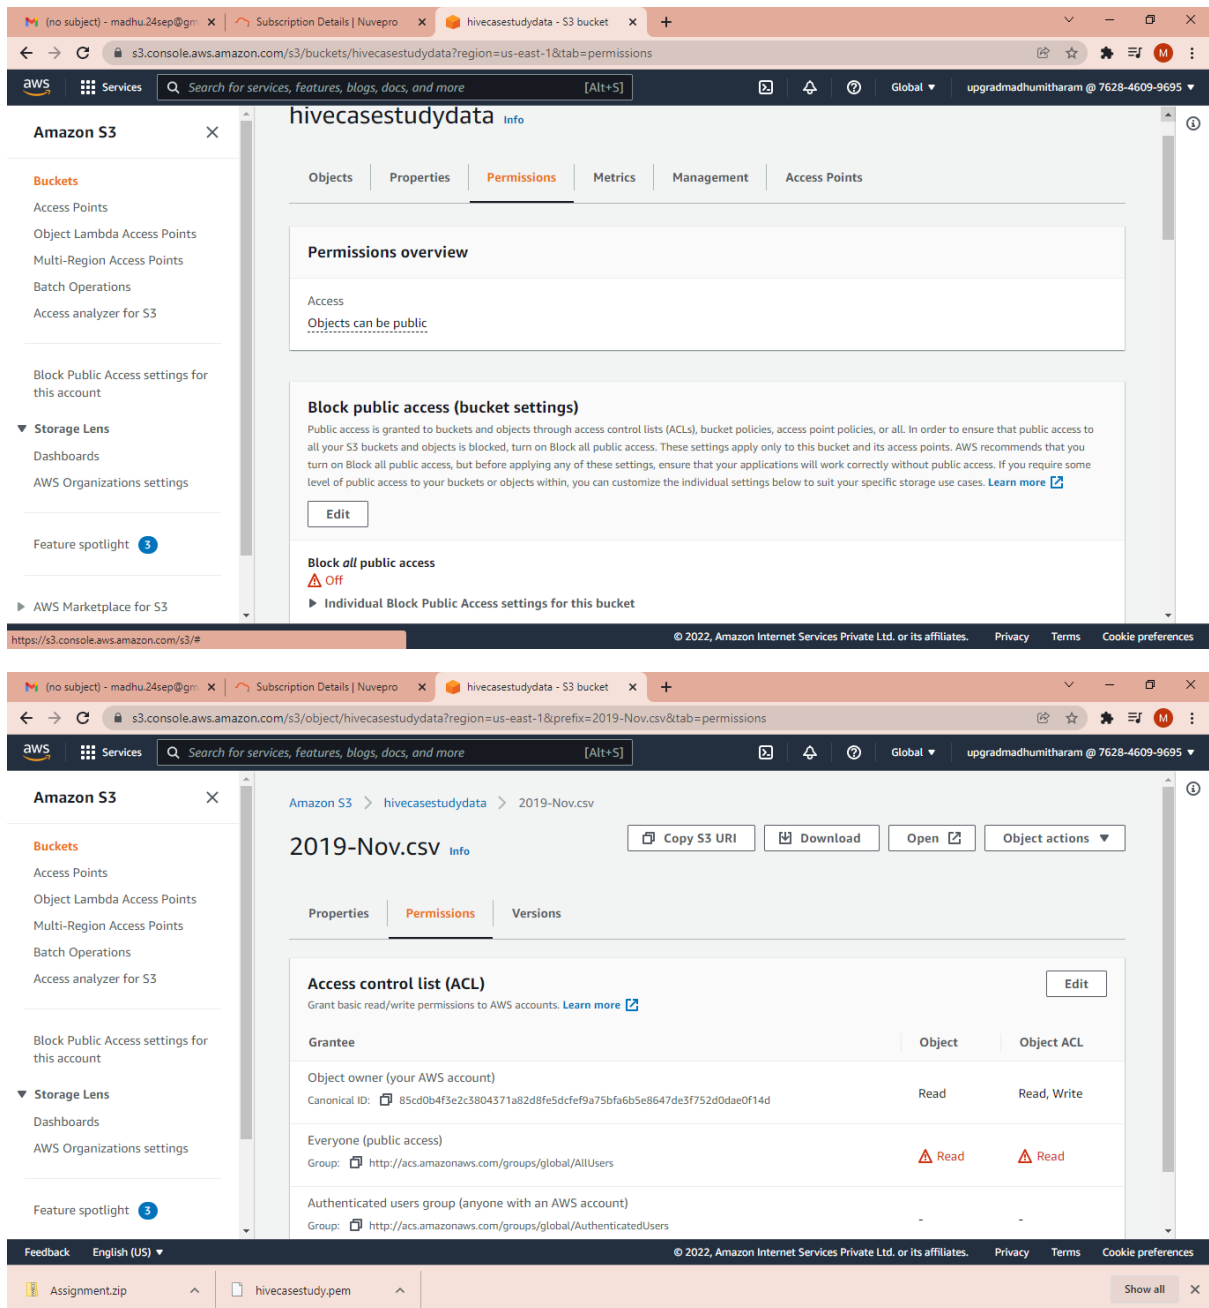 (no subject) - madhu.24sep@gm
Subscription Details | Nuvepro
hivecasestudydata - S3 bucket
s3.console.aws.amazon.com/s3/buckets/hivecasestudydata?region=us-east-1&tab=permissions
M
aws
Services
Search for services, features, blogs, docs, and more
[Alt+S]
Global
upgradmadhumitharam @ 7628-4609-9695
Amazon S3
Buckets
Access Points
Object Lambda Access Points
Multi-Region Access Points
Batch Operations
Access analyzer for S3
Block Public Access settings for
this account
Storage Lens
Dashboards
AWS Organizations settings
Feature spotlight 3
AWS Marketplace for S3
https://s3.console.aws.amazon.com/s3/#
hivecasestudydata Info
Objects
Properties
Permissions
Metrics
Management
Access Points
Permissions overview
Access
Objects can be public
Block public access (bucket settings)
Public access is granted to buckets and objects through access control lists (ACLs), bucket policies, access point policies, or all. In order to ensure that public access to
all your S3 buckets and objects is blocked, turn on Block all public access. These settings apply only to this bucket and its access points. AWS recommends that you
turn on Block all public access, but before applying any of these settings, ensure that your applications will work correctly without public access. If you require some
level of public access to your buckets or objects within, you can customize the individual settings below to suit your specific storage use cases. Learn more
Edit
Block all public access
Off
Individual Block Public Access settings for this bucket
© 2022, Amazon Internet Services Private Ltd. or its affiliates.
Privacy
Terms
Cookie preferences
(no subject) - madhu.24sep@gm
Subscription Details | Nuvepro
hivecasestudydata - S3 bucket
s3.console.aws.amazon.com/s3/object/hivecasestudydata?region=us-east-1&prefix=2019-Nov.csv&tab=permissions
M
aws
Services
Search for services, features, blogs, docs, and more
[Alt+S]
Global
upgradmadhumitharam @ 7628-4609-9695
Amazon S3
Buckets
Access Points
Object Lambda Access Points
Multi-Region Access Points
Batch Operations
Access analyzer for S3
Block Public Access settings for
this account
Storage Lens
Dashboards
AWS Organizations settings
Feature spotlight 3
Amazon S3 > hivecasestudydata > 2019-Nov.csv
2019-Nov.csv Info
Copy S3 URI
Download
Open
Object actions
Properties
Permissions
Versions
Access control list (ACL)
Grant basic read/write permissions to AWS accounts. Learn more
Edit
Grantee
Object
Object ACL
Object owner (your AWS account)
Canonical ID: 85cd0b4f3e2c3804371a82d8fe5dcfef9a75bfa6b5e8647de3f752d0dae0f14d
Read
Read, Write
Everyone (public access)
Group: http://acs.amazonaws.com/groups/global/AllUsers
Read
Read
Authenticated users group (anyone with an AWS account)
Group: http://acs.amazonaws.com/groups/global/AuthenticatedUsers
-
-
Feedback
English (US)
© 2022, Amazon Internet Services Private Ltd. or its affiliates.
Privacy
Terms
Cookie preferences
Assignment.zip
hivecasestudy.pem
Show all